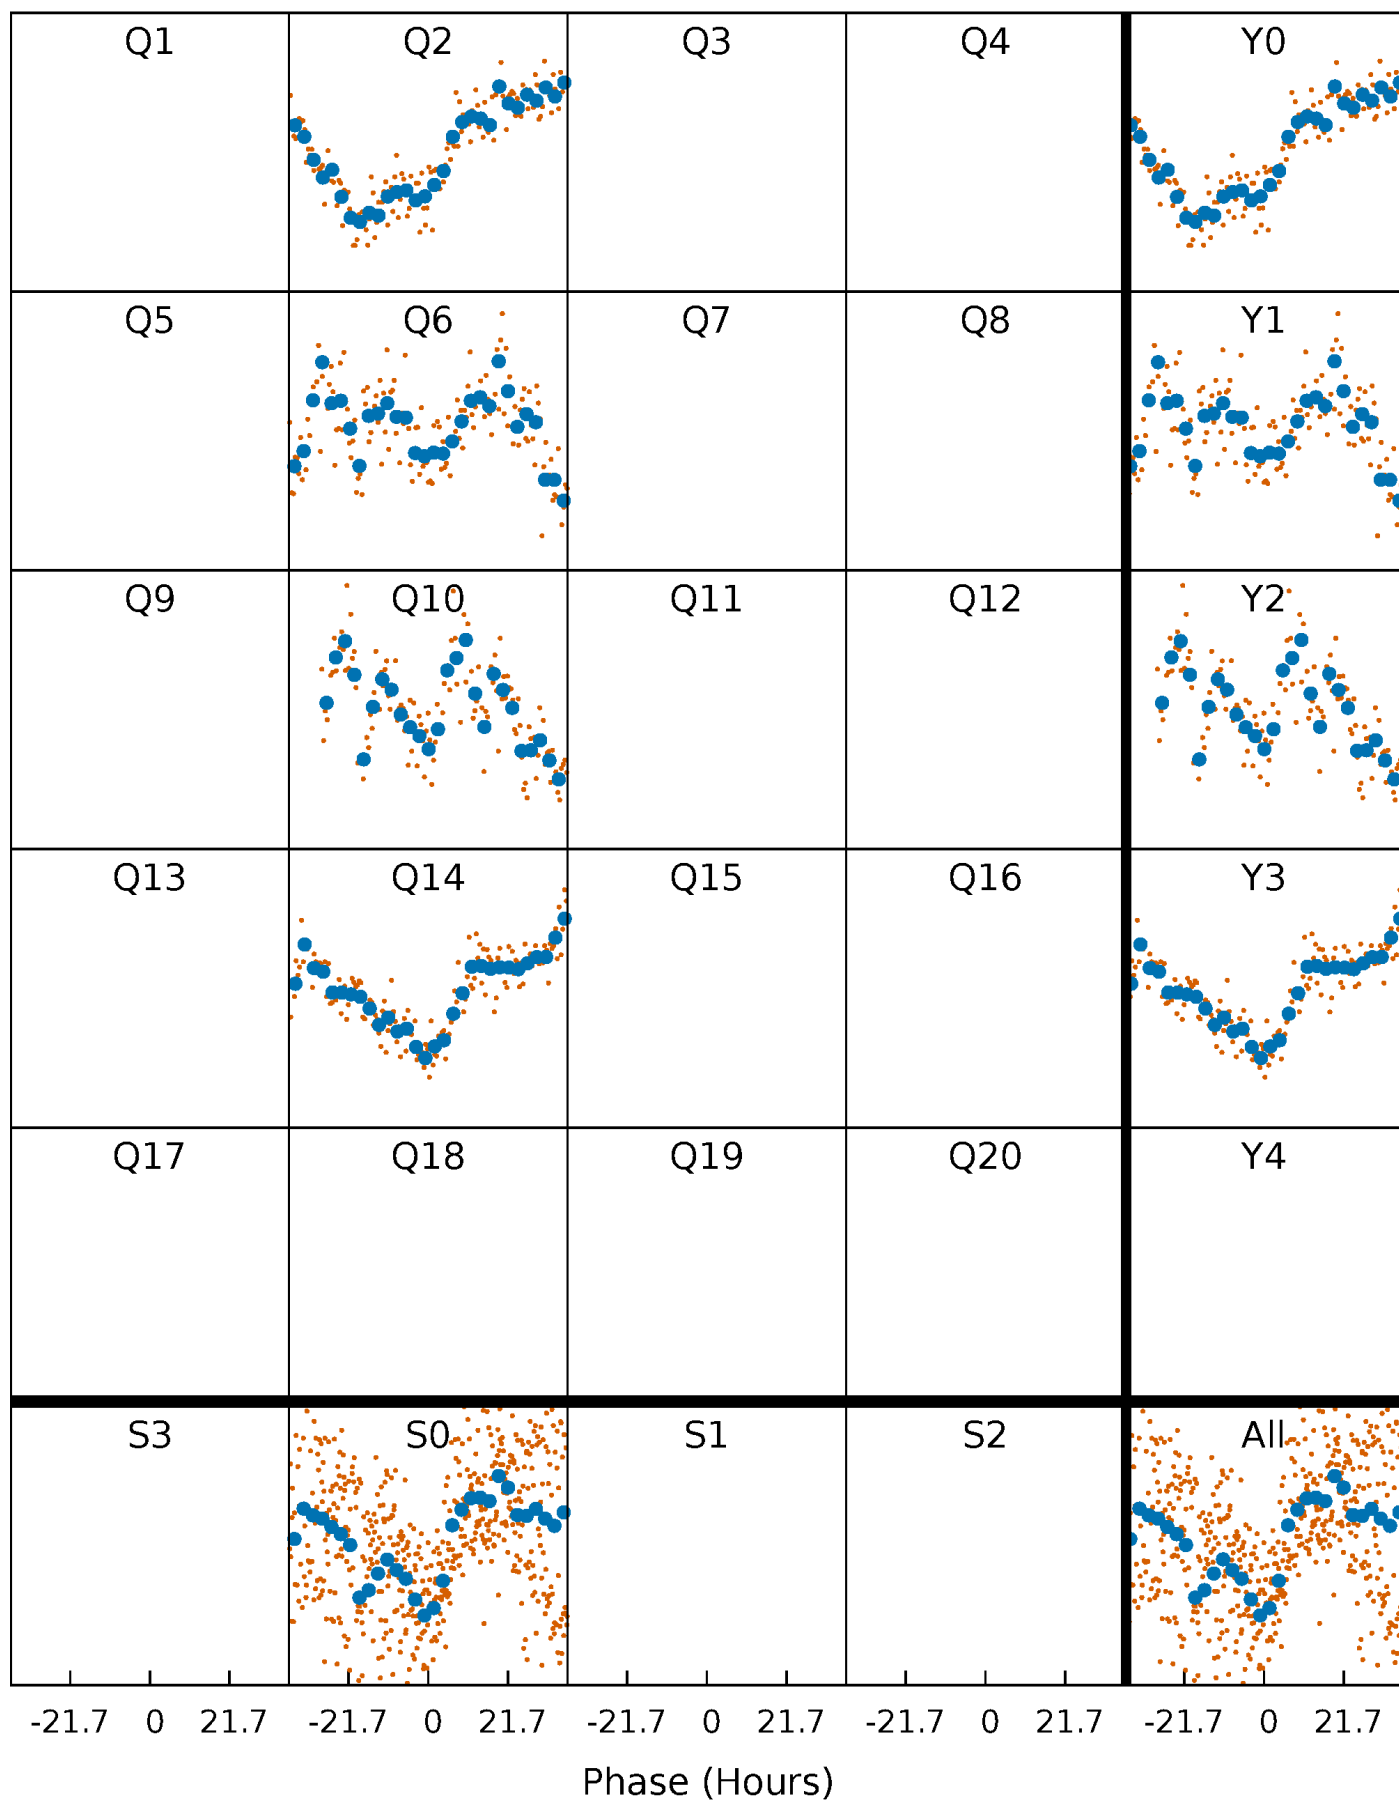 Q1 Q2 Q3 Q4 Y0
Q5 Q6 Q7 Q8 Y1
Q9 Q10 Q11 Q12 Y2
Q13 Q14 Q15 Q16 Y3
Q17 Q18 Q19 Q20 Y4
S3 S0 S1 S2 All
-21.7 0 21.7 -21.7 0 21.7 -21.7 0 21.7 -21.7 0 21.7 -21.7 0 21.7
Phase (Hours)